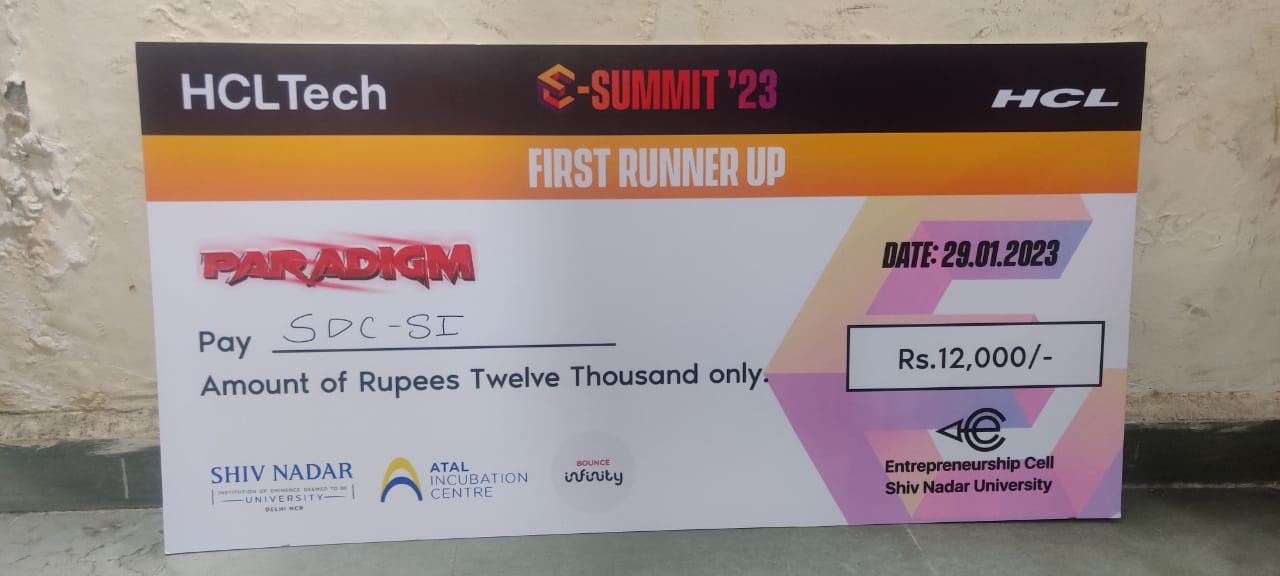 HCLTech
E-SUMMIT '23
HCL
FIRST RUNNER UP
PARADIGM
DATE: 29.01.2023
Pay SDC-SI
Rs.12,000/-
Amount of Rupees Twelve Thousand only.
SHIV NADAR
INSTITUTION OF EMINENCE DEEMED TO BE
UNIVERSITY
DELHI NCR
ATAL
INCUBATION
CENTRE
BOUNCE
infinity
Entrepreneurship Cell
Shiv Nadar University